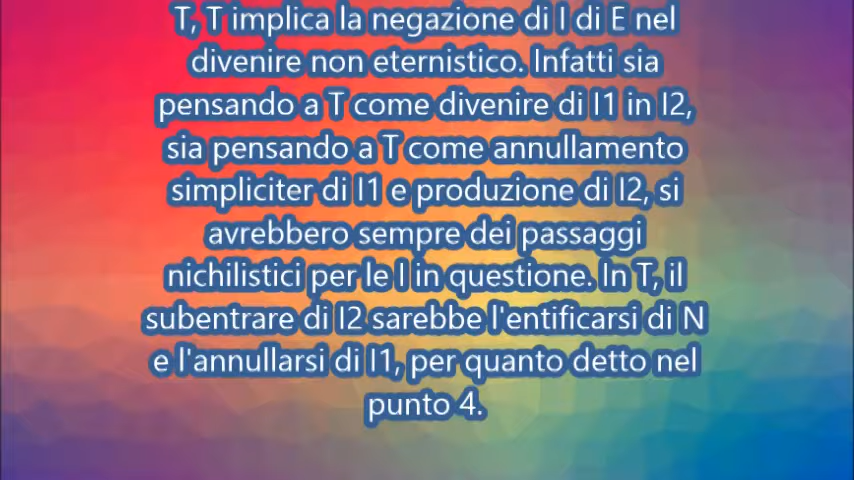 T, T implica la negazione di I di E nel
divenire non eternistico. Infatti sia
pensando a T come divenire di I1 in I2,
sia pensando a T come annullamento
simpliciter di I1 e produzione di I2, si
avrebbero sempre dei passaggi
nichilistici per le I in questione. In T, il
subentrare di I2 sarebbe l'entificarsi di N
e l'annullarsi di I1, per quanto detto nel
punto 4.